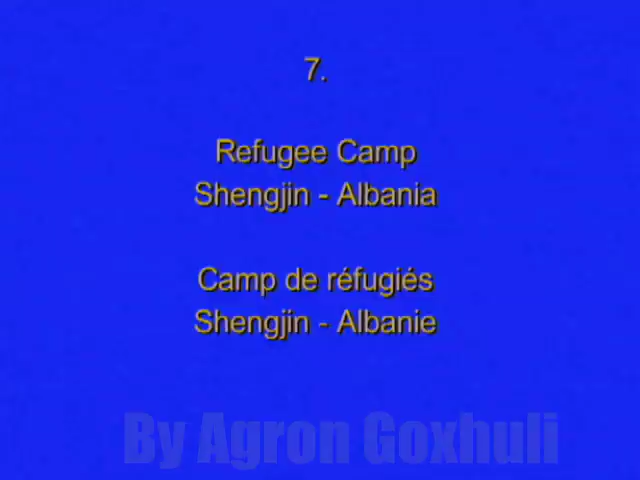 7.
Refugee Camp
Shengjin - Albania
Camp de réfugiés
Shengjin - Albanie
By Agron Goxhuli